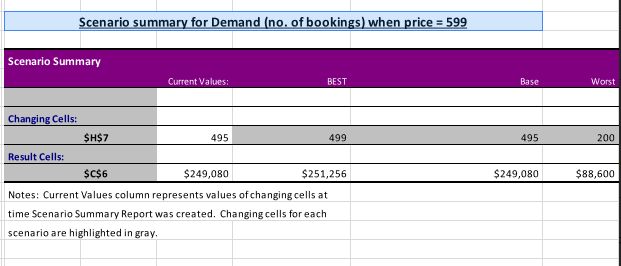 Scenario summary for Demand (no. of bookings) when price = 599
Scenario Summary
Current Values: BEST Base Worst
Changing Cells:
$H$7 495 499 495 200
Result Cells:
$C$6 $249,080 $251,256 $249,080 $88,600
Notes: Current Values column represents values of changing cells at
time Scenario Summary Report was created. Changing cells for each
scenario are highlighted in gray.